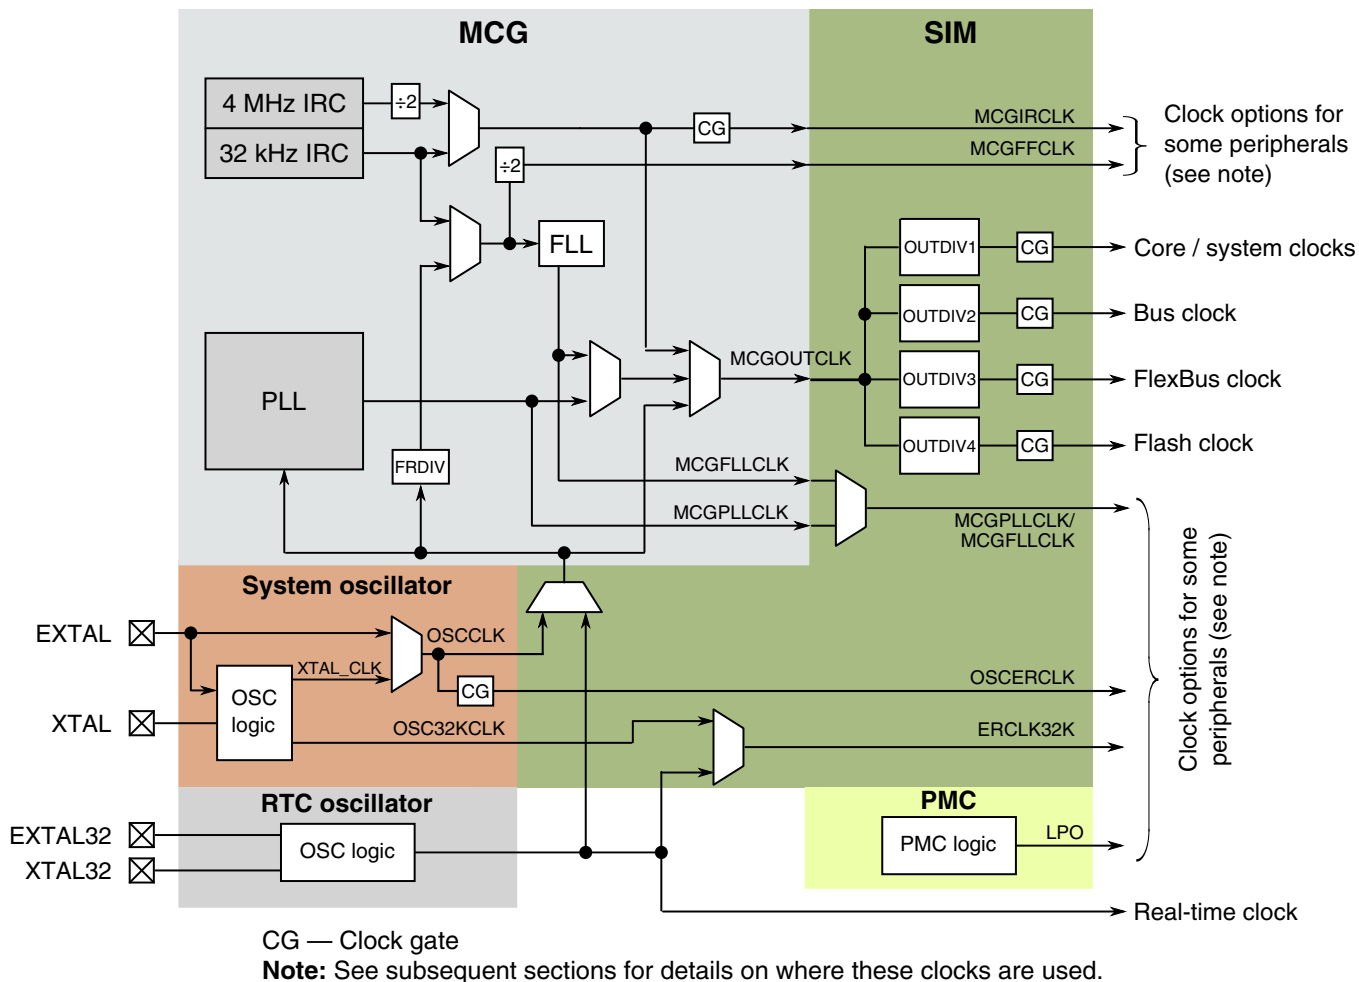 MCG
SIM
4 MHz IRC
÷2
32 kHz IRC
CG
MCGIRCLK
÷2
MCGFFCLK
Clock options for
some peripherals
(see note)
FLL
OUTDIV1
CG
Core / system clocks
OUTDIV2
CG
Bus clock
MCGOUTCLK
OUTDIV3
CG
FlexBus clock
PLL
OUTDIV4
CG
Flash clock
FRDIV
MCGFLLCLK
MCGPLLCLK
MCGPLLCLK/
MCGFLLCLK
Clock options for some
peripherals (see note)
System oscillator
EXTAL
OSCCLK
XTAL_CLK
OSC
logic
CG
OSCERCLK
XTAL
OSC32KCLK
ERCLK32K
RTC oscillator
PMC
EXTAL32
XTAL32
OSC logic
PMC logic
LPO
Real-time clock
CG — Clock gate
Note: See subsequent sections for details on where these clocks are used.